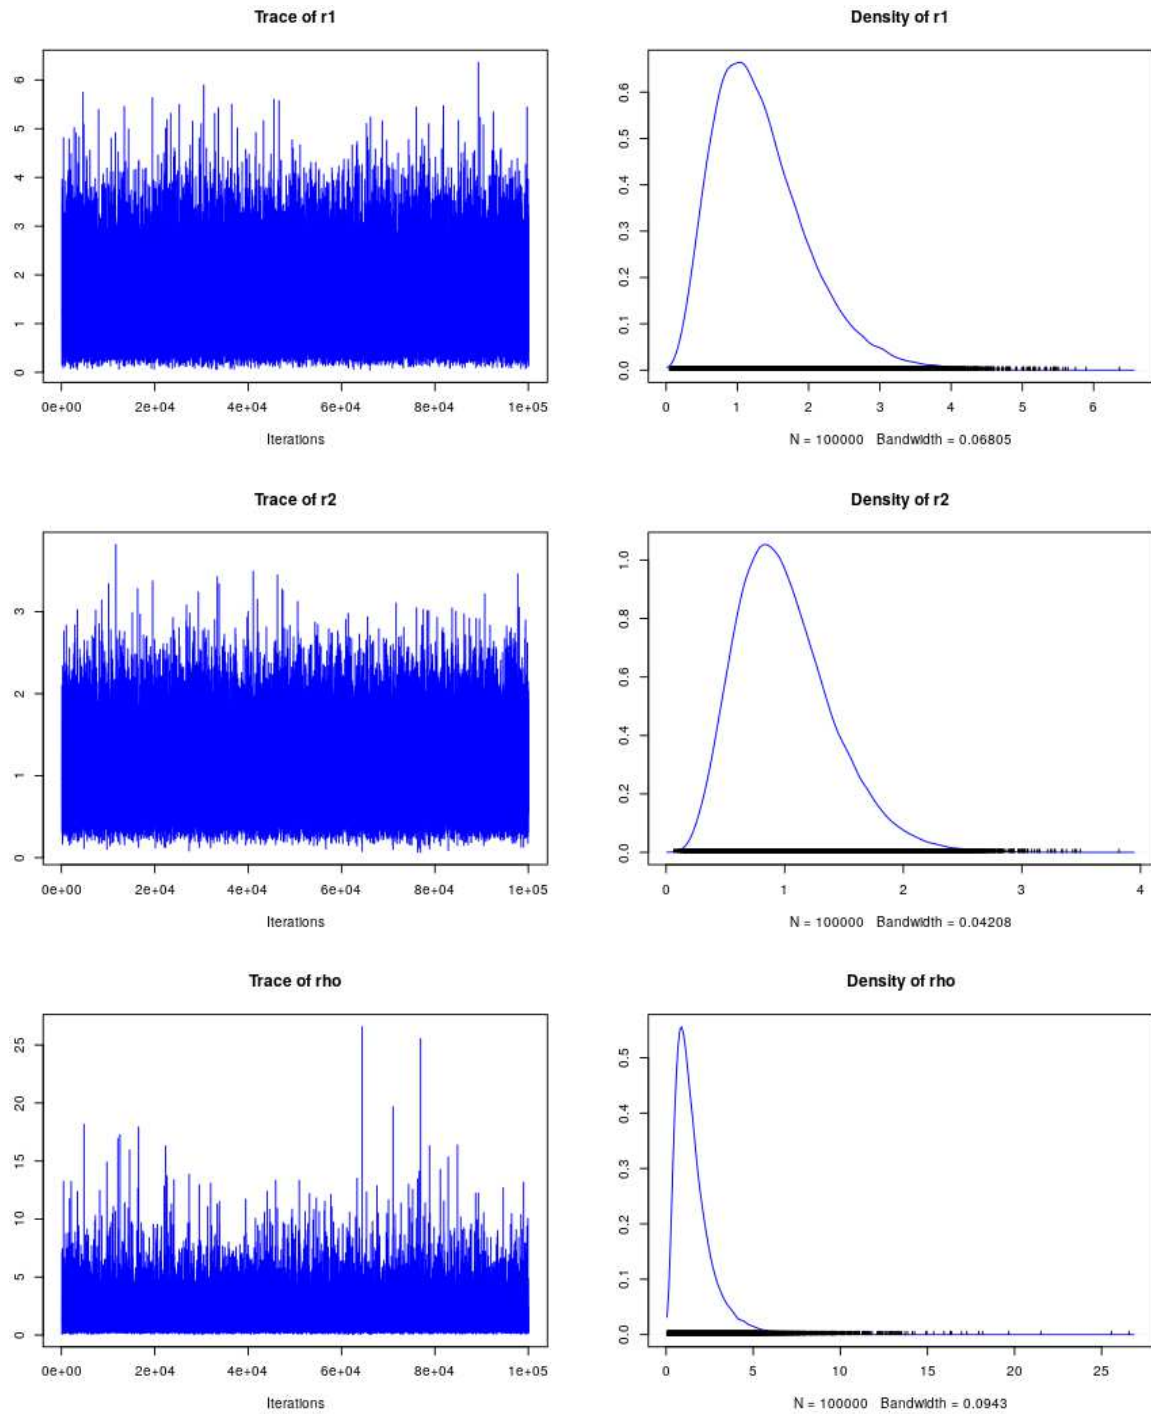 Trace of r1
Density of r1
6
5
4
3
2
1
0
0e+00 2e+04 4e+04 6e+04 8e+04 1e+05
Iterations
0.6
0.5
0.4
0.3
0.2
0.1
0.0
0 1 2 3 4 5 6
N = 100000 Bandwidth = 0.06805
Trace of r2
Density of r2
3
2
1
0
0e+00 2e+04 4e+04 6e+04 8e+04 1e+05
Iterations
1.0
0.8
0.6
0.4
0.2
0.0
0 1 2 3 4
N = 100000 Bandwidth = 0.04208
Trace of rho
Density of rho
25
20
15
10
5
0
0e+00 2e+04 4e+04 6e+04 8e+04 1e+05
Iterations
0.5
0.4
0.3
0.2
0.1
0.0
0 5 10 15 20 25
N = 100000 Bandwidth = 0.0943